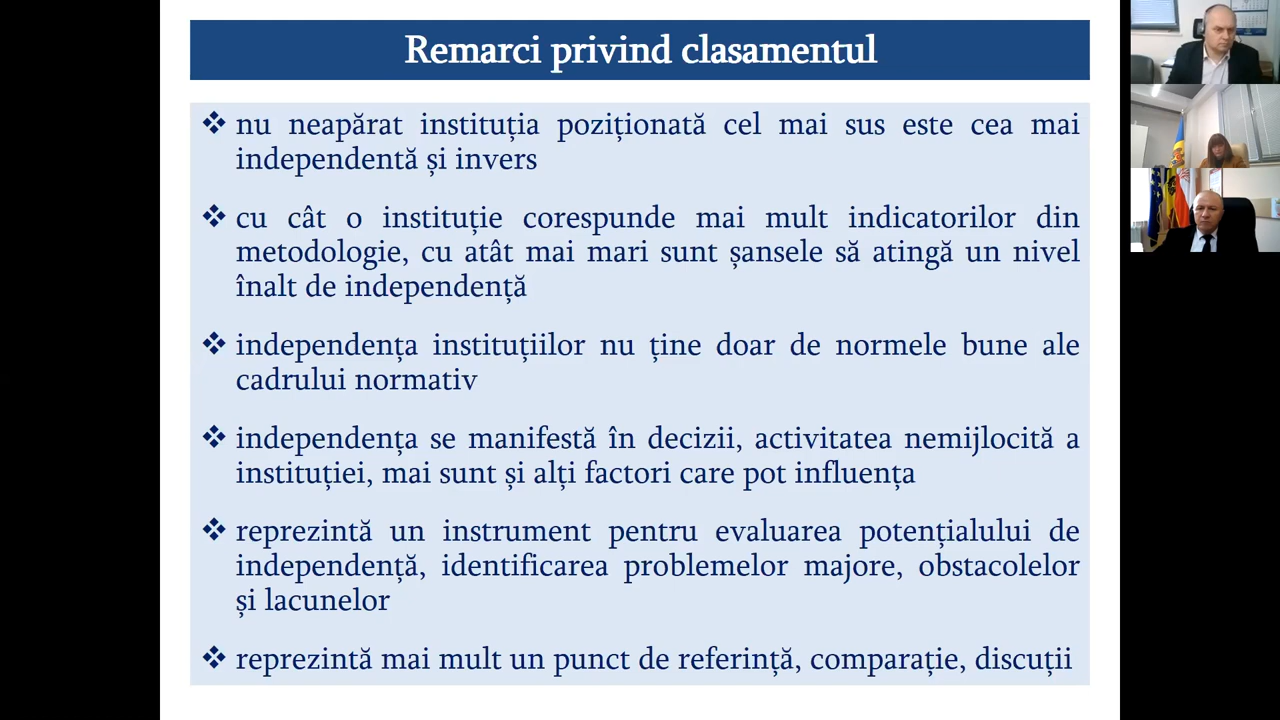 Remarci privind clasamentul
❖ nu neapărat instituția poziționată cel mai sus este cea mai
independentă și invers
❖ cu cât o instituție corespunde mai mult indicatorilor din
metodologie, cu atât mai mari sunt șansele să atingă un nivel
înalt de independență
❖ independența instituțiilor nu ține doar de normele bune ale
cadrului normativ
❖ independența se manifestă în decizii, activitatea nemijlocită a
instituției, mai sunt și alți factori care pot influența
❖ reprezintă un instrument pentru evaluarea potențialului de
independență, identificarea problemelor majore, obstacolelor
și lacunelor
❖ reprezintă mai mult un punct de referință, comparație, discuții